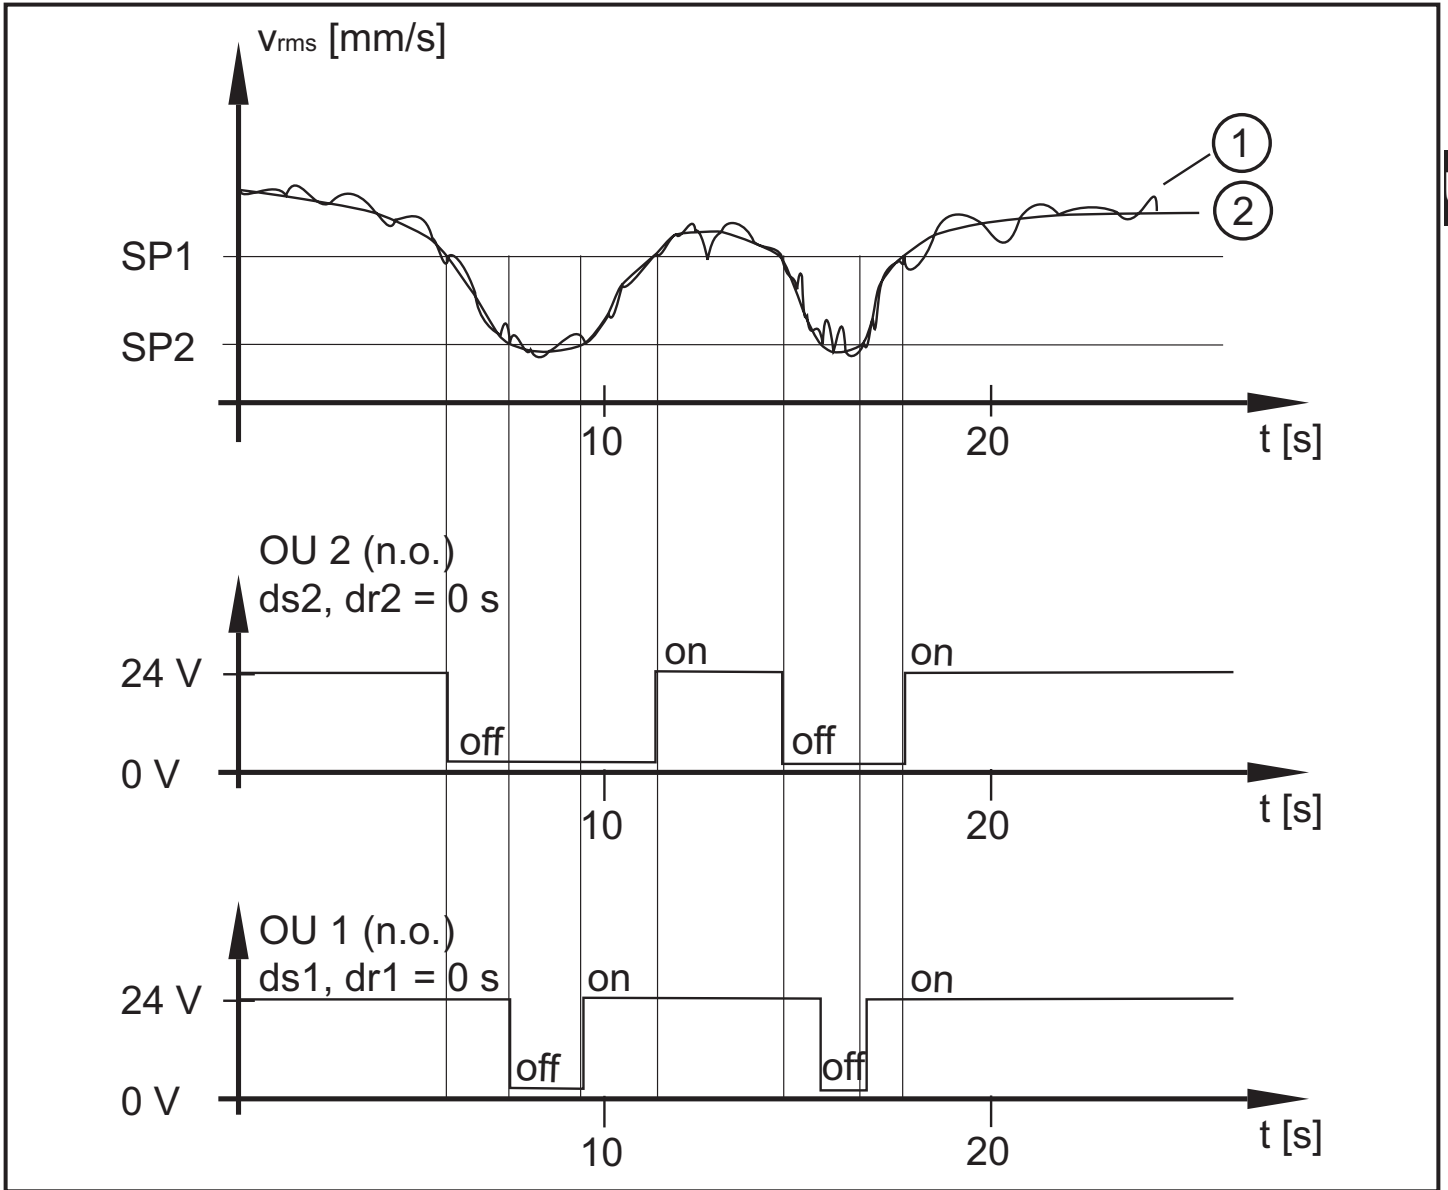 vrms [mm/s]
1
2
SP1
SP2
10
20
t [s]
OU 2 (n.o.)
ds2, dr2 = 0 s
24 V
on
on
off
off
0 V
10
20
t [s]
OU 1 (n.o.)
ds1, dr1 = 0 s
on
on
24 V
off
off
0 V
10
20
t [s]